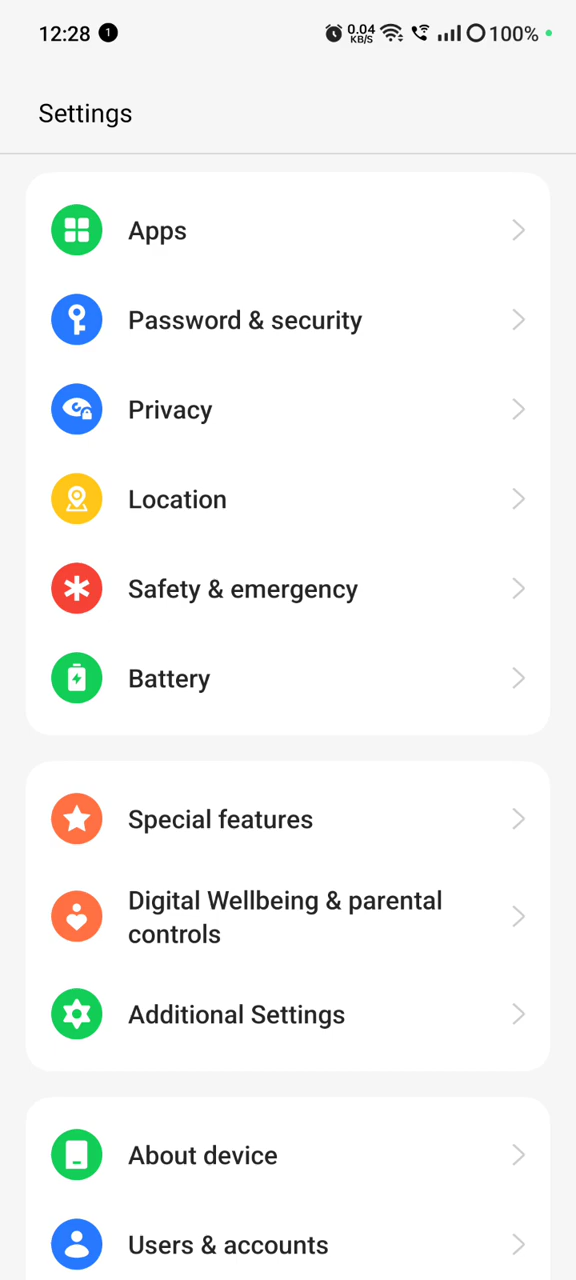 12:28 1 0.04 KB/S 100%
Settings
Apps
Password & security
Privacy
Location
Safety & emergency
Battery
Special features
Digital Wellbeing & parental
controls
Additional Settings
About device
Users & accounts